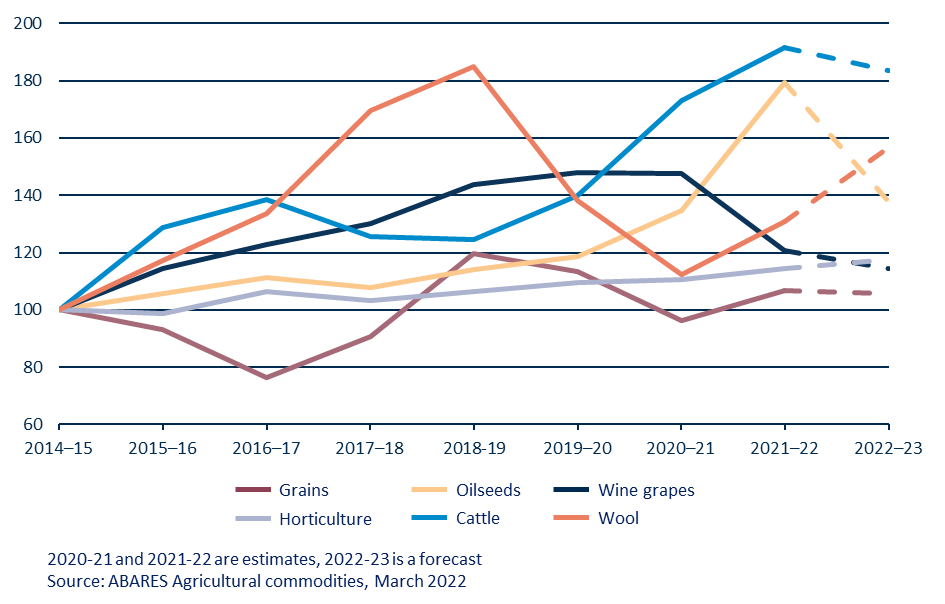 200
180
160
140
120
100
80
60
2014–15 2015–16 2016–17 2017–18 2018-19 2019–20 2020–21 2021–22 2022–23
Grains Oilseeds Wine grapes
Horticulture Cattle Wool
2020-21 and 2021-22 are estimates, 2022-23 is a forecast
Source: ABARES Agricultural commodities, March 2022